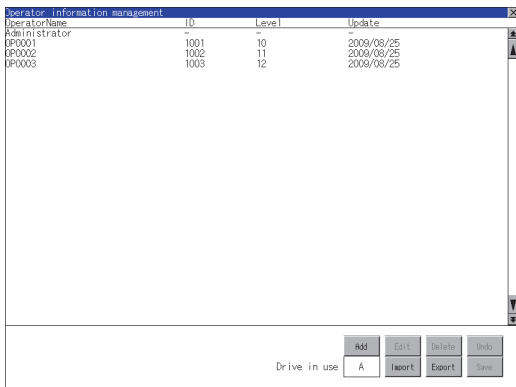 Operator information management
OperatorName ID Level Update
Administrator - - -
OP0001 1001 10 2009/08/25
OP0002 1002 11 2009/08/25
OP0003 1003 12 2009/08/25
Add Edit Delete Undo
Drive in use A Import Export Save